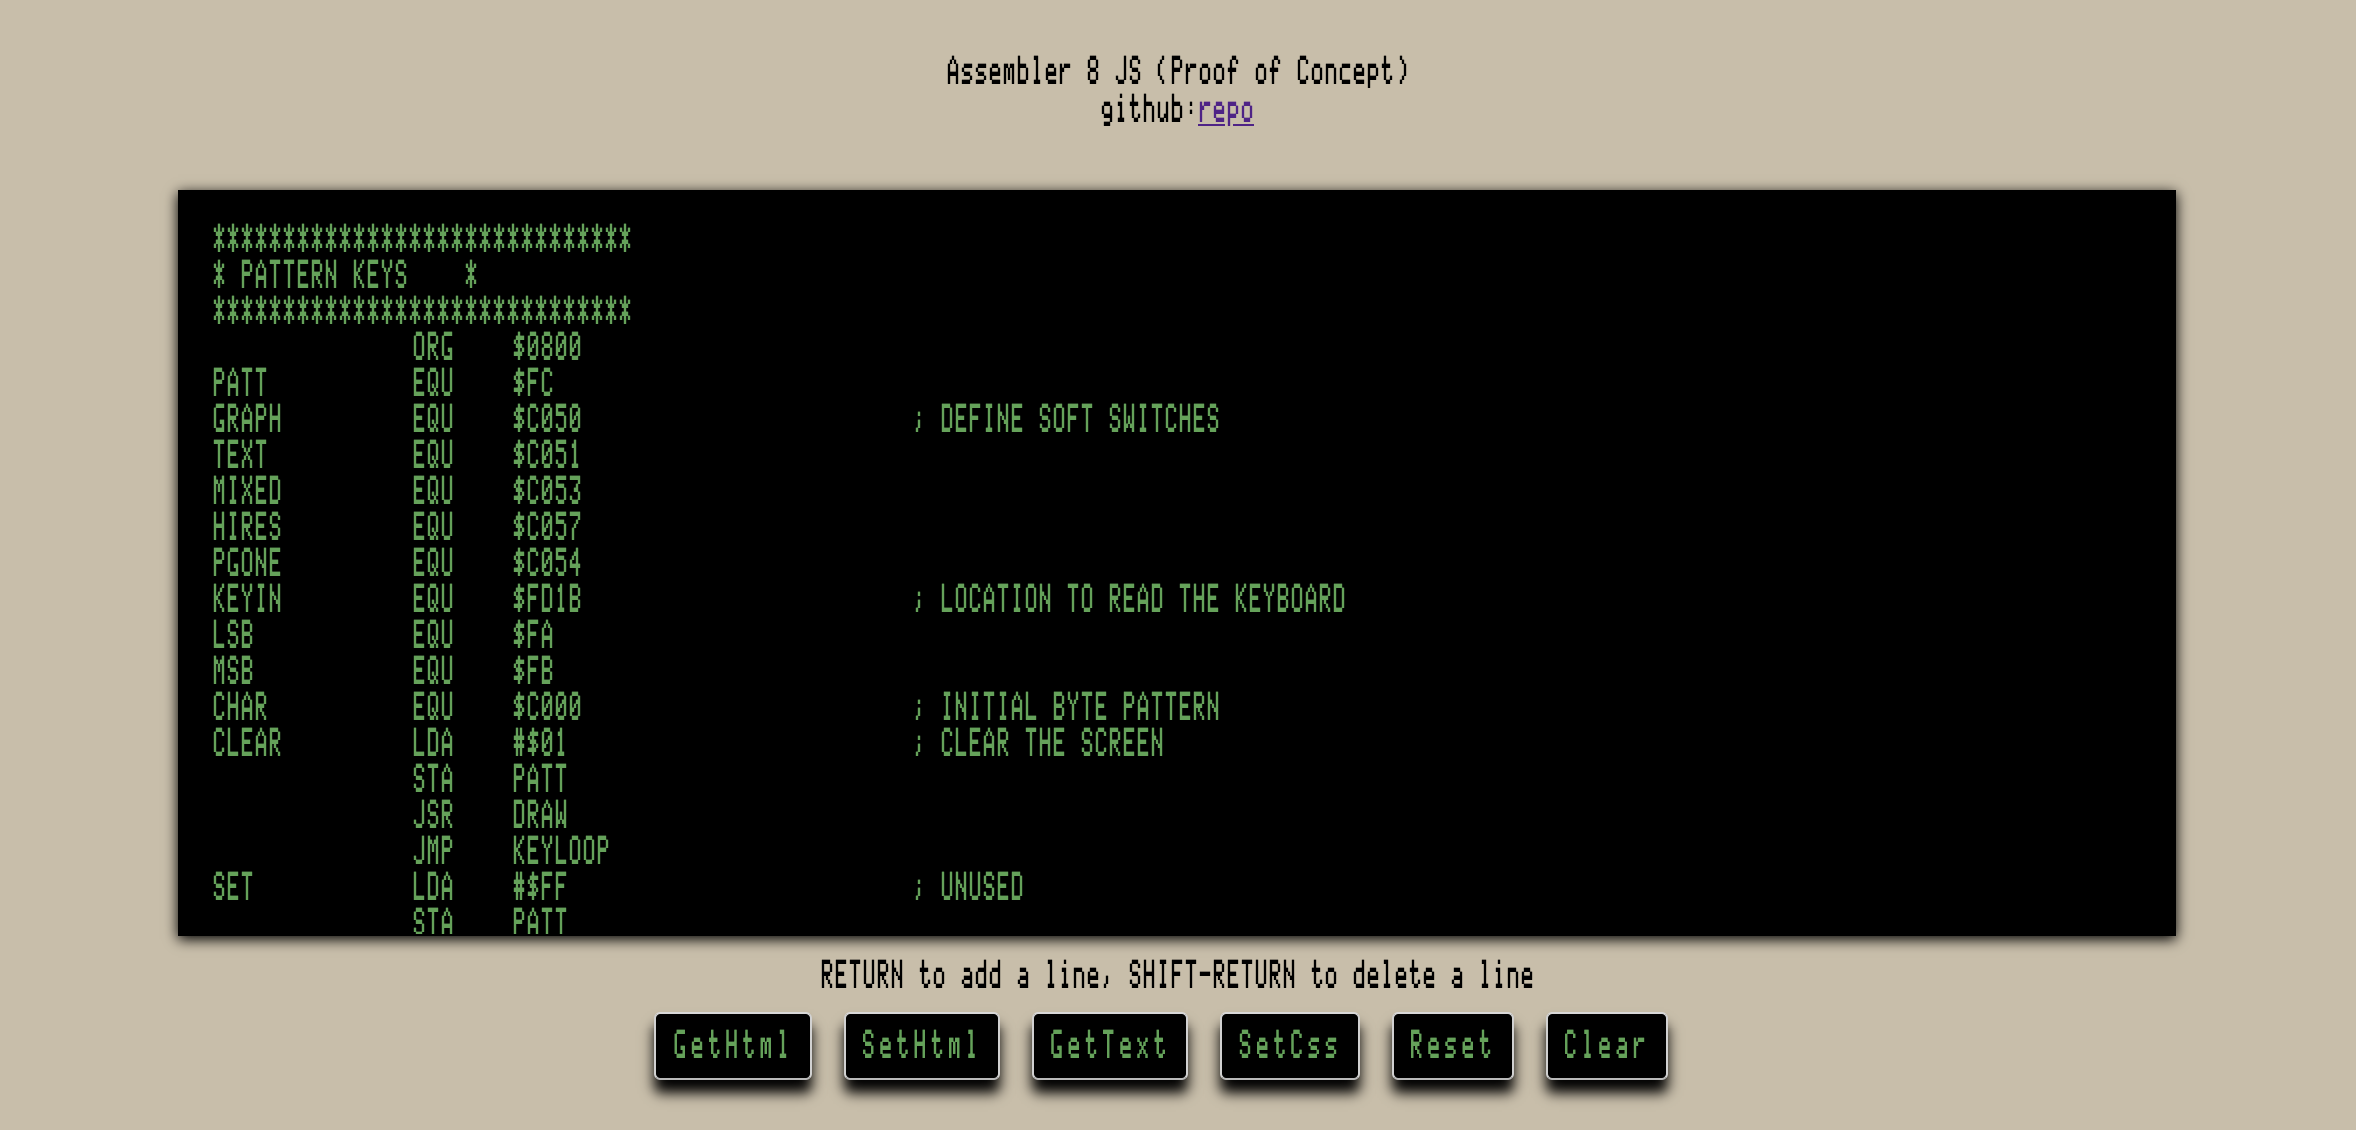 Assembler 8 JS (Proof of Concept)
github:repo
******************************
* PATTERN KEYS    *
******************************
ORG $0800
PATT EQU $FC
GRAPH EQU $C050 ; DEFINE SOFT SWITCHES
TEXT EQU $C051
MIXED EQU $C053
HIRES EQU $C057
PGONE EQU $C054
KEYIN EQU $FD1B ; LOCATION TO READ THE KEYBOARD
LSB EQU $FA
MSB EQU $FB
CHAR EQU $C000 ; INITIAL BYTE PATTERN
CLEAR LDA #$01 ; CLEAR THE SCREEN
STA PATT
JSR DRAW
JMP KEYLOOP
SET LDA #$FF ; UNUSED
STA PATT
RETURN to add a line, SHIFT-RETURN to delete a line
GetHtml SetHtml GetText SetCss Reset Clear